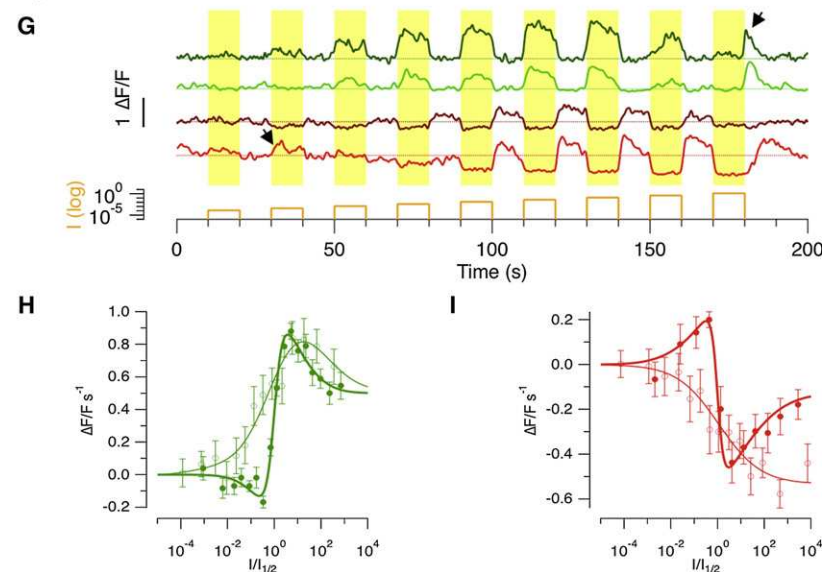 G
1 ΔF/F
I (log)
10⁰
10⁻⁵
0 50 100 150 200
Time (s)
H
ΔF/F s⁻¹
1.0
0.8
0.6
0.4
0.2
0.0
-0.2
10⁻⁴ 10⁻² 10⁰ 10² 10⁴
I/I₁/₂
I
ΔF/F s⁻¹
0.2
0.0
-0.2
-0.4
-0.6
10⁻⁴ 10⁻² 10⁰ 10² 10⁴
I/I₁/₂